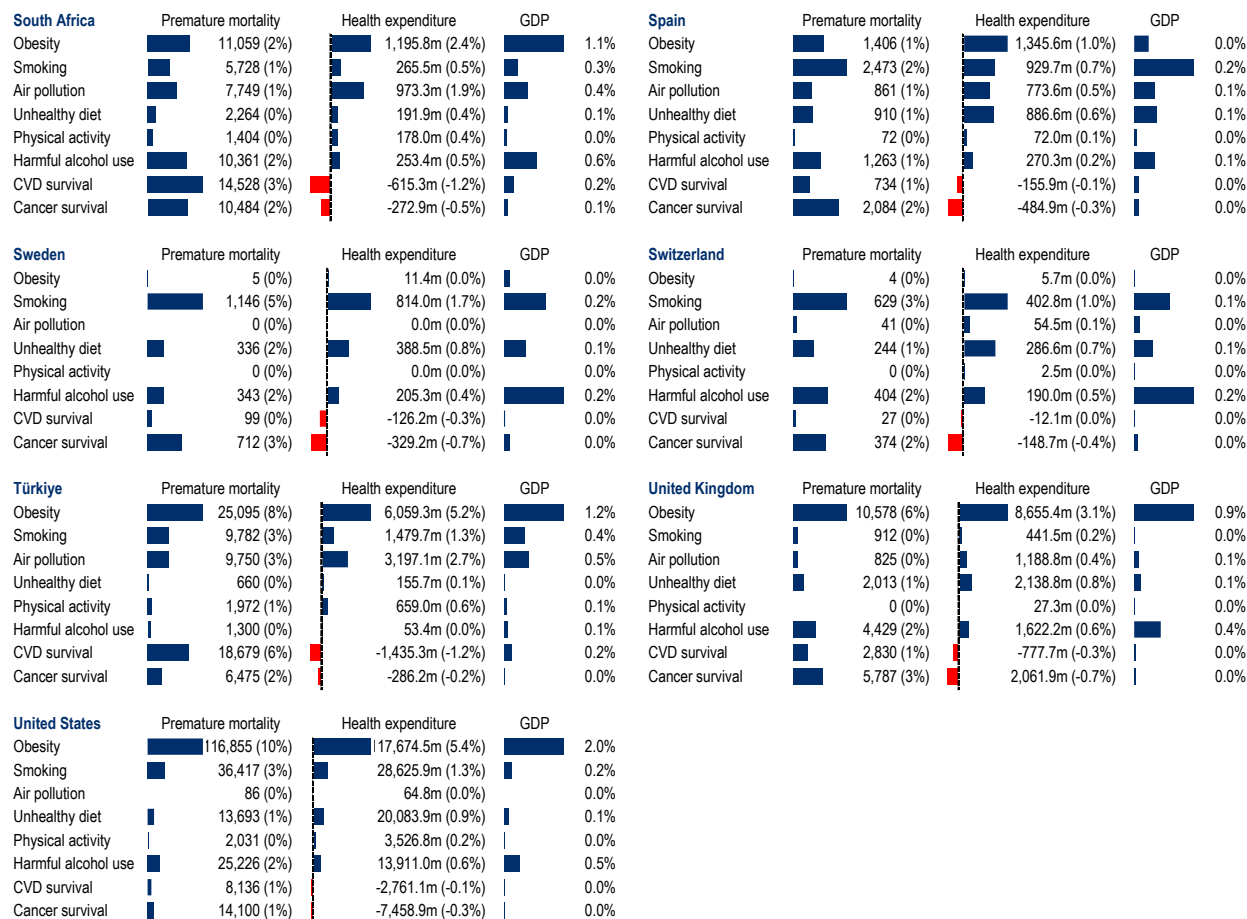 South Africa Premature mortality Health expenditure GDP
Obesity 11,059 (2%) 1,195.8m (2.4%) 1.1%
Smoking 5,728 (1%) 265.5m (0.5%) 0.3%
Air pollution 7,749 (1%) 973.3m (1.9%) 0.4%
Unhealthy diet 2,264 (0%) 191.9m (0.4%) 0.1%
Physical activity 1,404 (0%) 178.0m (0.4%) 0.0%
Harmful alcohol use 10,361 (2%) 253.4m (0.5%) 0.6%
CVD survival 14,528 (3%) -615.3m (-1.2%) 0.2%
Cancer survival 10,484 (2%) -272.9m (-0.5%) 0.1%
Spain Premature mortality Health expenditure GDP
Obesity 1,406 (1%) 1,345.6m (1.0%) 0.0%
Smoking 2,473 (2%) 929.7m (0.7%) 0.2%
Air pollution 861 (1%) 773.6m (0.5%) 0.1%
Unhealthy diet 910 (1%) 886.6m (0.6%) 0.1%
Physical activity 72 (0%) 72.0m (0.1%) 0.0%
Harmful alcohol use 1,263 (1%) 270.3m (0.2%) 0.1%
CVD survival 734 (1%) -155.9m (-0.1%) 0.0%
Cancer survival 2,084 (2%) -484.9m (-0.3%) 0.0%
Sweden Premature mortality Health expenditure GDP
Obesity 5 (0%) 11.4m (0.0%) 0.0%
Smoking 1,146 (5%) 814.0m (1.7%) 0.2%
Air pollution 0 (0%) 0.0m (0.0%) 0.0%
Unhealthy diet 336 (2%) 388.5m (0.8%) 0.1%
Physical activity 0 (0%) 0.0m (0.0%) 0.0%
Harmful alcohol use 343 (2%) 205.3m (0.4%) 0.2%
CVD survival 99 (0%) -126.2m (-0.3%) 0.0%
Cancer survival 712 (3%) -329.2m (-0.7%) 0.0%
Switzerland Premature mortality Health expenditure GDP
Obesity 4 (0%) 5.7m (0.0%) 0.0%
Smoking 629 (3%) 402.8m (1.0%) 0.1%
Air pollution 41 (0%) 54.5m (0.1%) 0.0%
Unhealthy diet 244 (1%) 286.6m (0.7%) 0.1%
Physical activity 0 (0%) 2.5m (0.0%) 0.0%
Harmful alcohol use 404 (2%) 190.0m (0.5%) 0.2%
CVD survival 27 (0%) -12.1m (0.0%) 0.0%
Cancer survival 374 (2%) -148.7m (-0.4%) 0.0%
Türkiye Premature mortality Health expenditure GDP
Obesity 25,095 (8%) 6,059.3m (5.2%) 1.2%
Smoking 9,782 (3%) 1,479.7m (1.3%) 0.4%
Air pollution 9,750 (3%) 3,197.1m (2.7%) 0.5%
Unhealthy diet 660 (0%) 155.7m (0.1%) 0.0%
Physical activity 1,972 (1%) 659.0m (0.6%) 0.1%
Harmful alcohol use 1,300 (0%) 53.4m (0.0%) 0.1%
CVD survival 18,679 (6%) -1,435.3m (-1.2%) 0.2%
Cancer survival 6,475 (2%) -286.2m (-0.2%) 0.0%
United Kingdom Premature mortality Health expenditure GDP
Obesity 10,578 (6%) 8,655.4m (3.1%) 0.9%
Smoking 912 (0%) 441.5m (0.2%) 0.0%
Air pollution 825 (0%) 1,188.8m (0.4%) 0.1%
Unhealthy diet 2,013 (1%) 2,138.8m (0.8%) 0.1%
Physical activity 0 (0%) 27.3m (0.0%) 0.0%
Harmful alcohol use 4,429 (2%) 1,622.2m (0.6%) 0.4%
CVD survival 2,830 (1%) -777.7m (-0.3%) 0.0%
Cancer survival 5,787 (3%) 2,061.9m (-0.7%) 0.0%
United States Premature mortality Health expenditure GDP
Obesity 116,855 (10%) 117,674.5m (5.4%) 2.0%
Smoking 36,417 (3%) 28,625.9m (1.3%) 0.2%
Air pollution 86 (0%) 64.8m (0.0%) 0.0%
Unhealthy diet 13,693 (1%) 20,083.9m (0.9%) 0.1%
Physical activity 2,031 (0%) 3,526.8m (0.2%) 0.0%
Harmful alcohol use 25,226 (2%) 13,911.0m (0.6%) 0.5%
CVD survival 8,136 (1%) -2,761.1m (-0.1%) 0.0%
Cancer survival 14,100 (1%) -7,458.9m (-0.3%) 0.0%